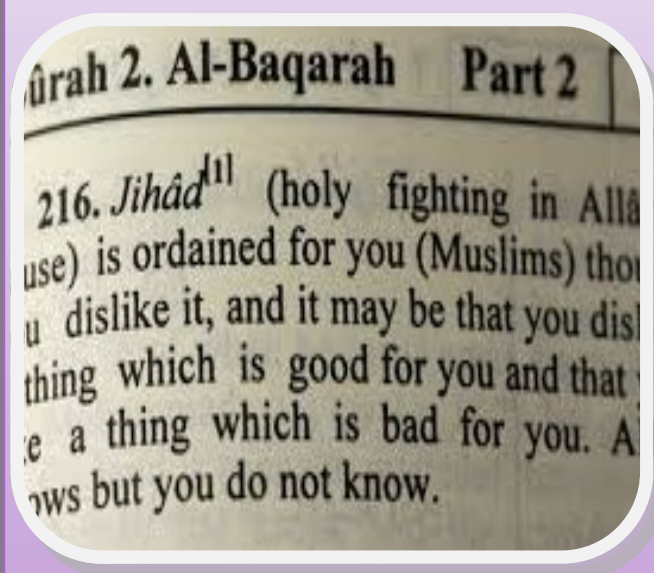 ûrah 2. Al-Baqarah Part 2
216. Jihâd[1] (holy fighting in Allâ
use) is ordained for you (Muslims) thou
u dislike it, and it may be that you disl
thing which is good for you and that
e a thing which is bad for you. A
ows but you do not know.